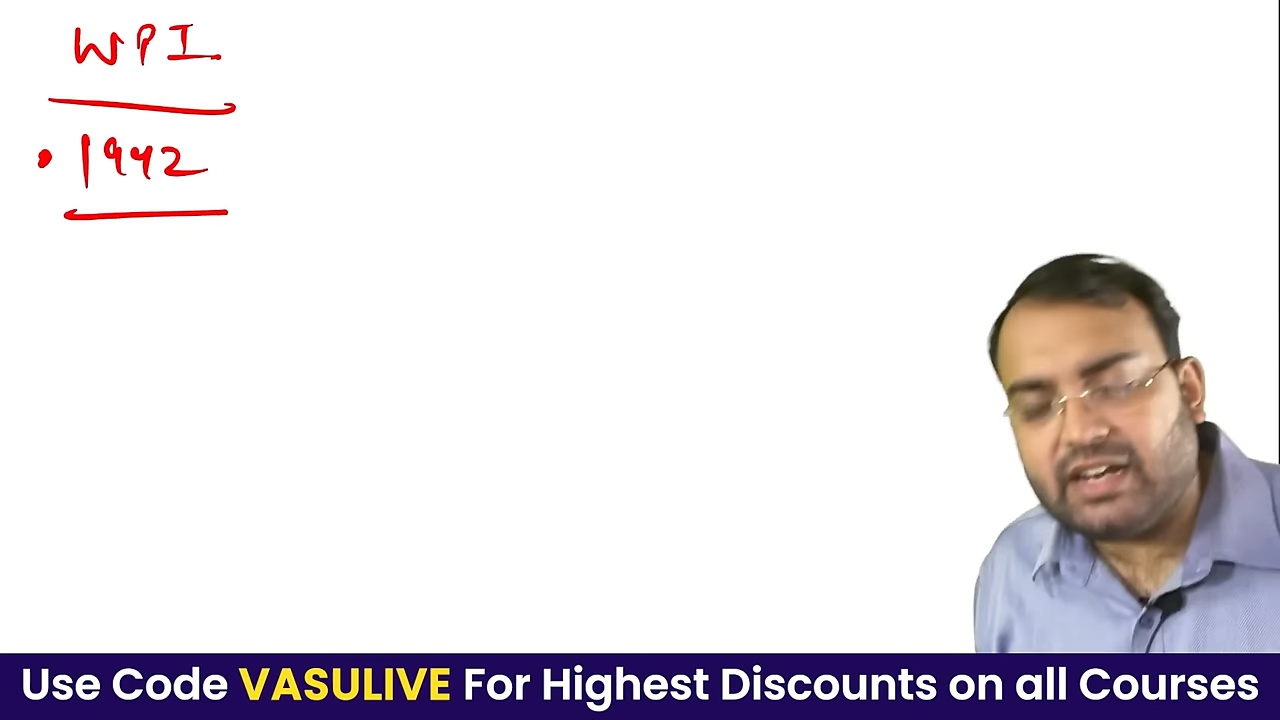 WPI
• 1942
Use Code VASULIVE For Highest Discounts on all Courses